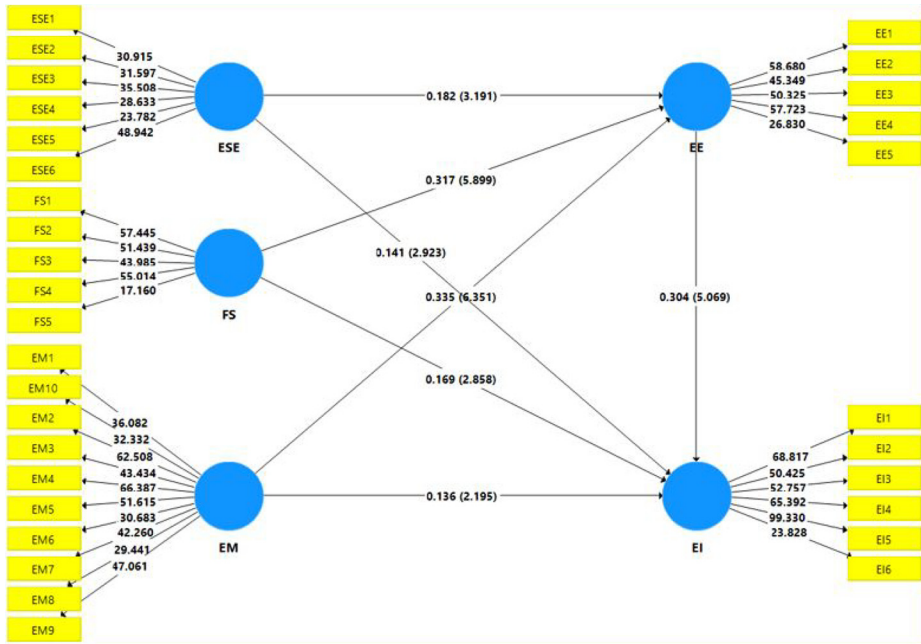 ESE1
ESE2
ESE3
ESE4
ESE5
ESE6
30.915
31.597
35.508
28.633
23.782
48.942
ESE
FS1
FS2
FS3
FS4
FS5
57.445
51.439
43.985
55.014
17.160
FS
EM1
EM10
EM2
EM3
EM4
EM5
EM6
EM7
EM8
EM9
36.082
32.332
62.508
43.434
66.387
51.615
30.683
42.260
29.441
47.061
EM
0.182 (3.191)
0.317 (5.899)
0.141 (2.923)
0.335 (6.351)
0.304 (5.069)
0.169 (2.858)
0.136 (2.195)
EE
58.680
45.349
50.325
57.723
26.830
EE1
EE2
EE3
EE4
EE5
EI
68.817
50.425
52.757
65.392
99.330
23.828
EI1
EI2
EI3
EI4
EI5
EI6